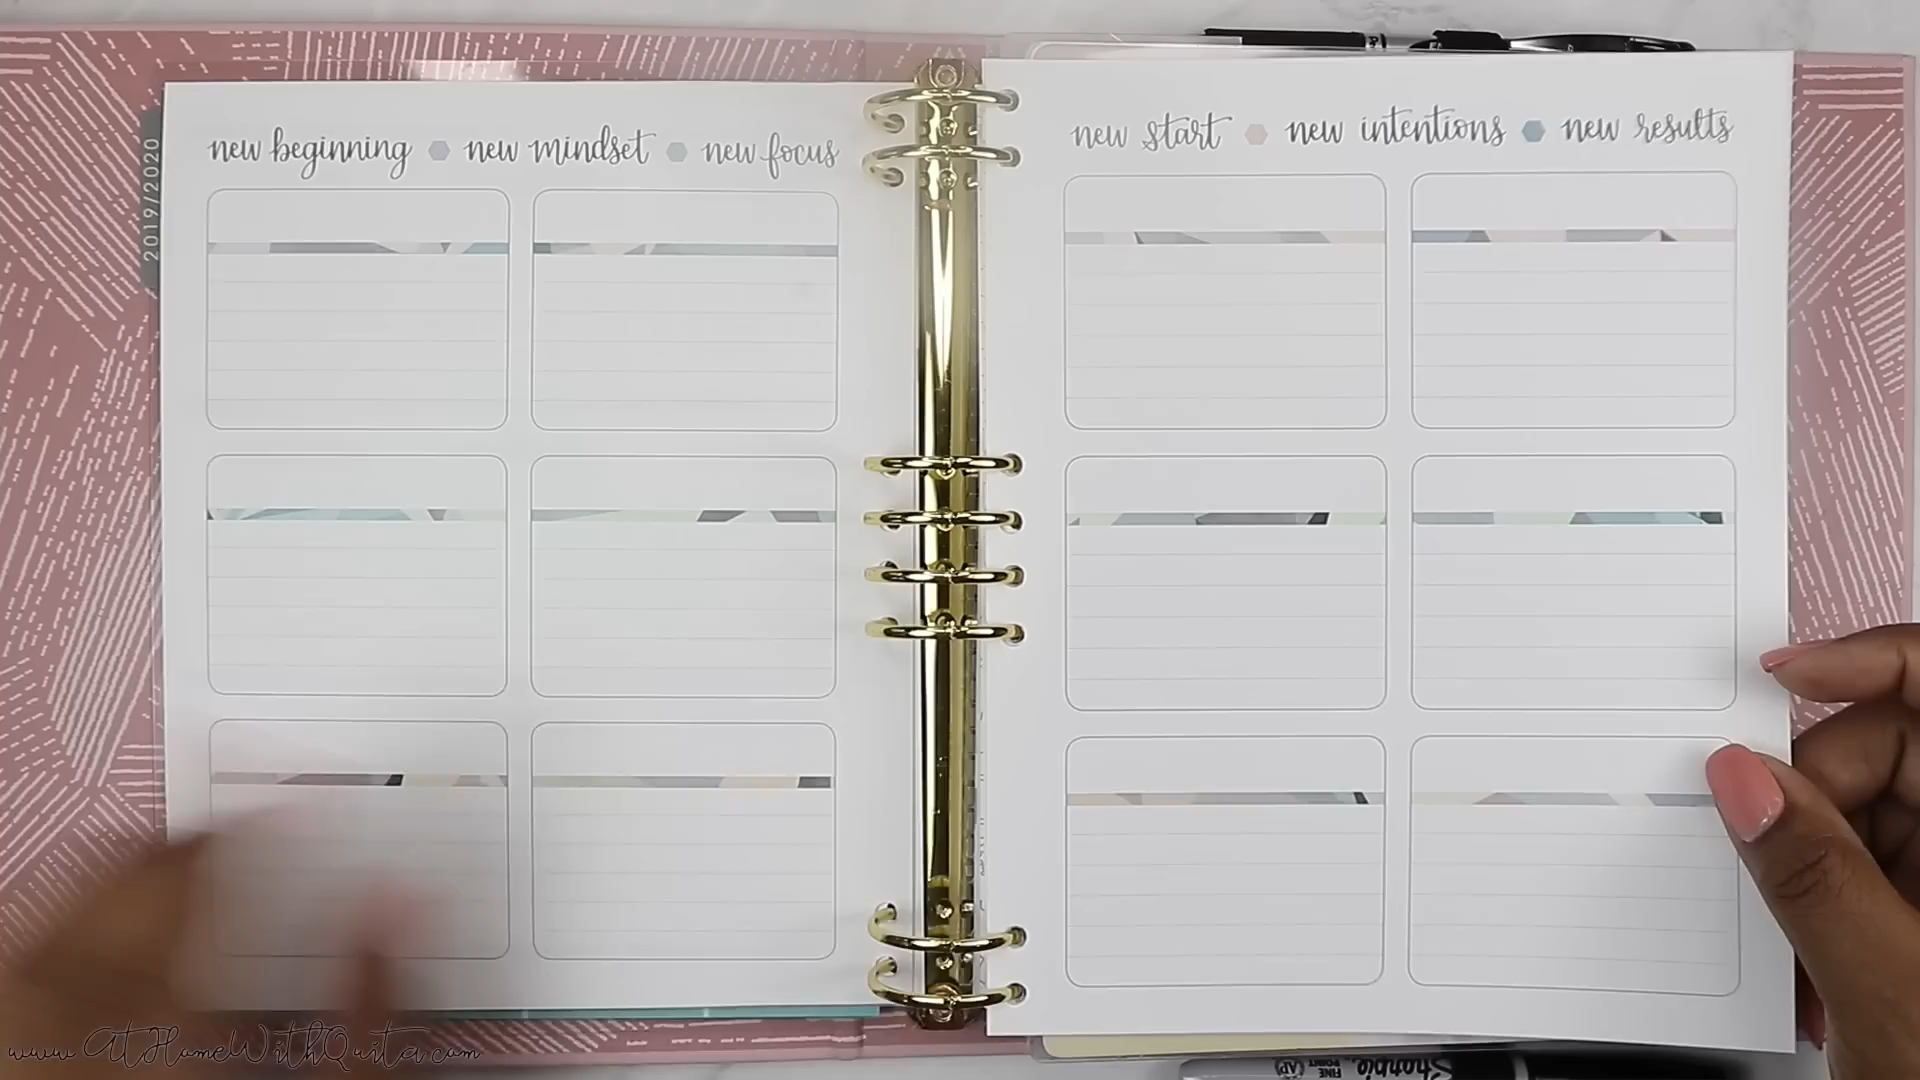 new beginning new mindset new focus
new start new intentions new results
2019/2020
www.AtHomeWithQuita.com
Sharpie
FINE POINT
AP